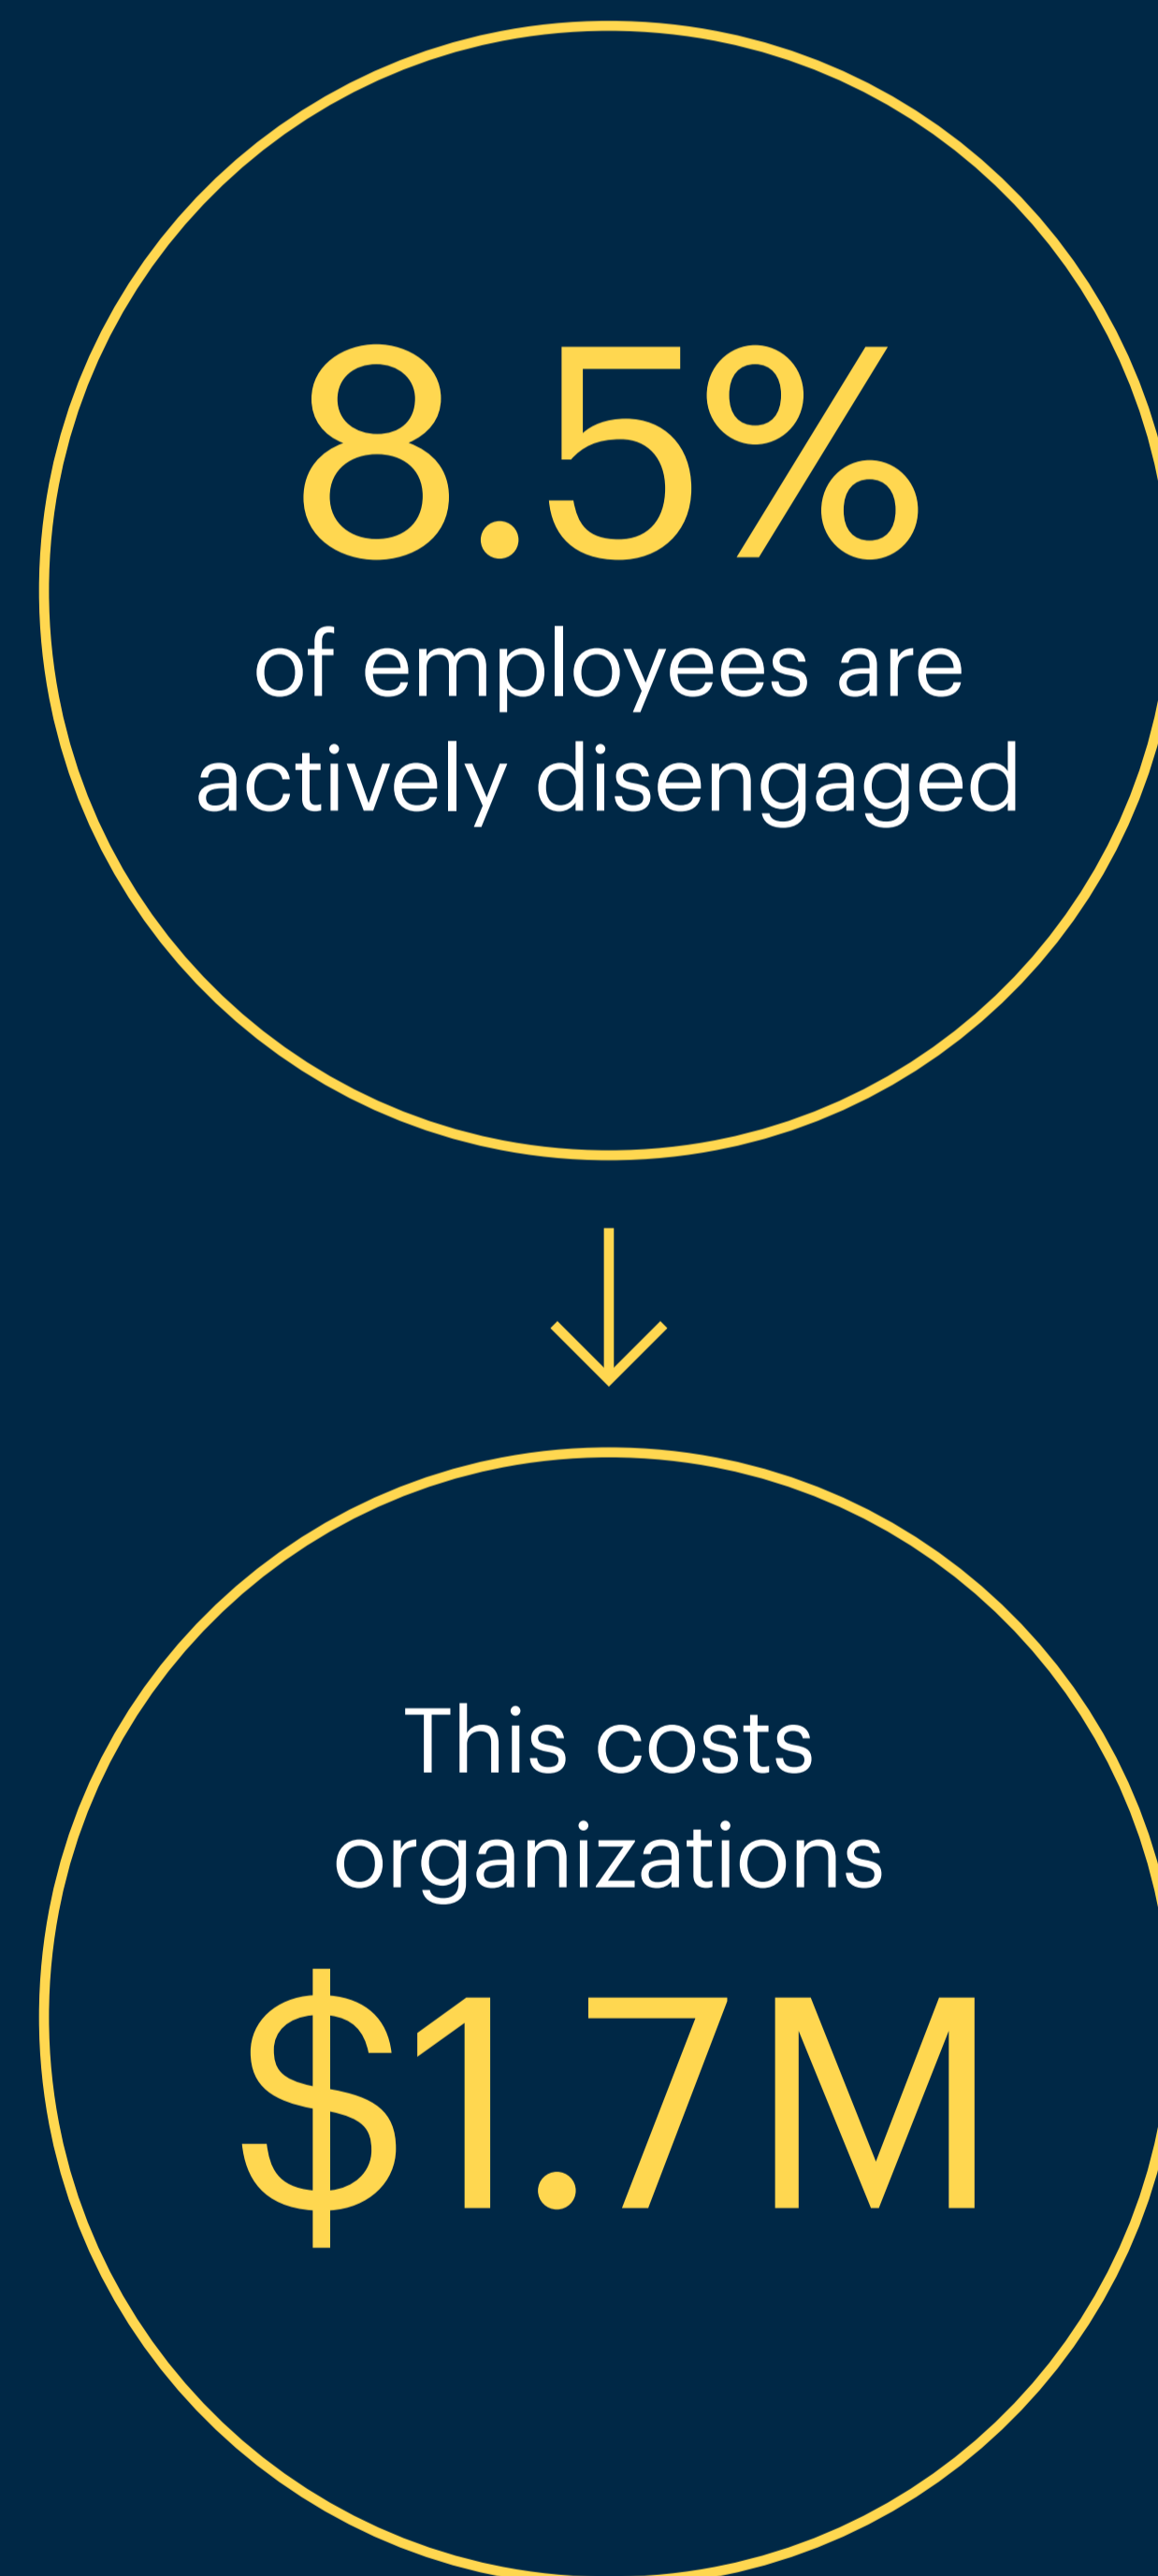 8.5%
of employees are
actively disengaged
This costs
organizations
$1.7M